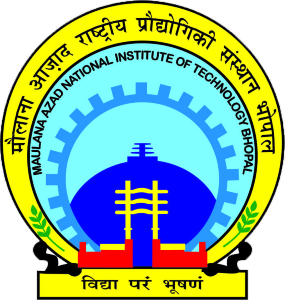 मौलाना आज़ाद राष्ट्रीय प्रौद्योगिकी संस्थान भोपाल
MAULANA AZAD NATIONAL INSTITUTE OF TECHNOLOGY BHOPAL
विद्या परं भूषणं